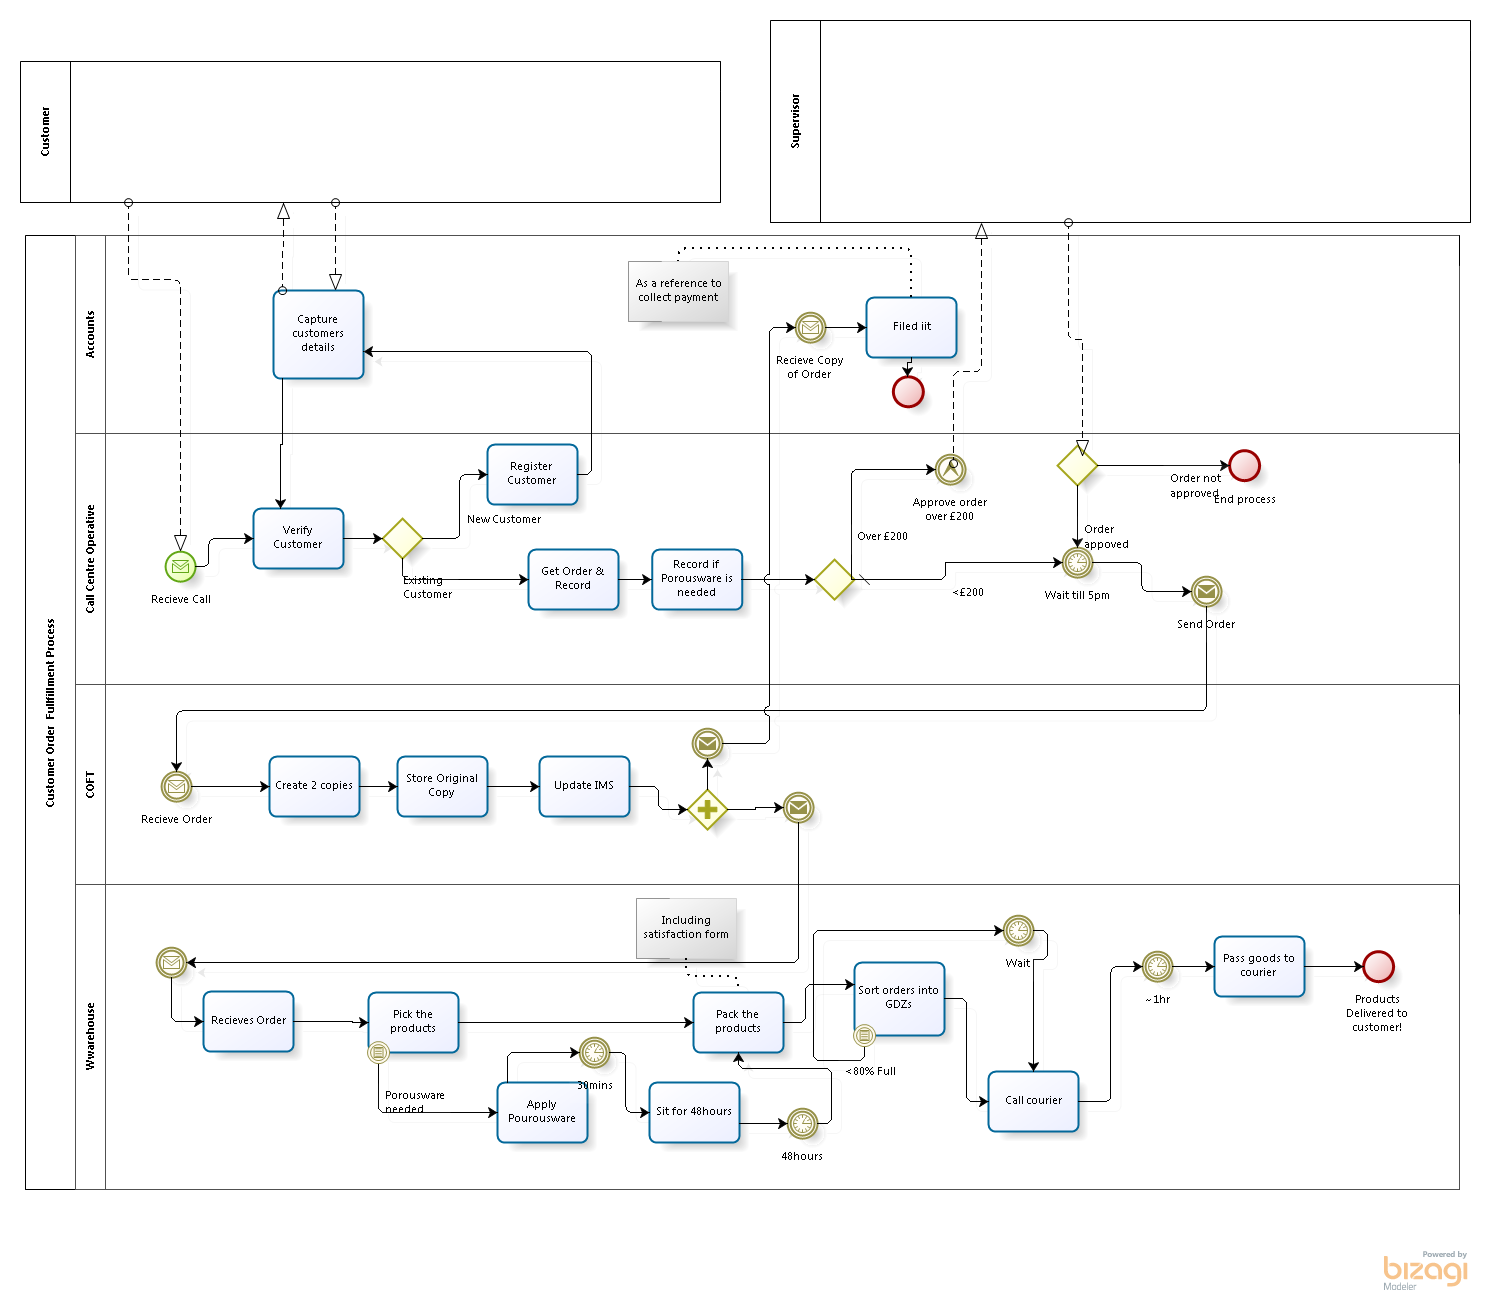 Customer
Supervisor
Customer Order Fullfillment Process
Accounts
Capture
customers
details
As a reference to
collect payment
Recieve Copy
of Order
Filed iit
Call Centre Operative
Recieve Call
Verify
Customer
Register
Customer
New Customer
Existing
Customer
Get Order &
Record
Record if
Porousware is
needed
Over £200
<£200
Approve order
over £200
Order not
approved
End process
Order
appoved
Wait till 5pm
Send Order
COFT
Recieve Order
Create 2 copies
Store Original
Copy
Update IMS
Wwarehouse
Recieves Order
Pick the
products
Porousware
needed
Apply
Pourousware
30mins
Sit for 48hours
48hours
Including
satisfaction form
Pack the
products
Sort orders into
GDZs
<80% Full
Wait
Call courier
~1hr
Pass goods to
courier
Products
Delivered to
customer!
Powered by
bizagi
Modeler